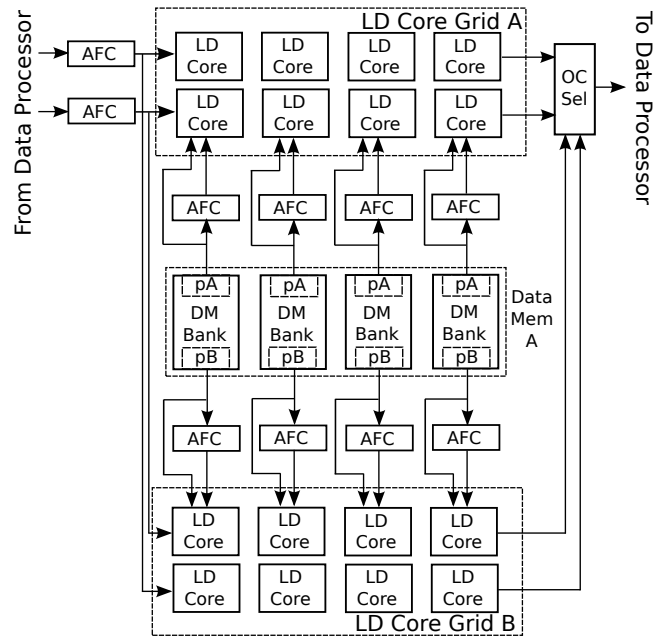 LD Core Grid A
From Data Processor
To Data Processor
AFC
AFC
LD Core
LD Core
LD Core
LD Core
LD Core
LD Core
LD Core
LD Core
OC Sel
AFC
AFC
AFC
AFC
pA
pA
pA
pA
DM Bank
DM Bank
DM Bank
DM Bank
pB
pB
pB
pB
Data Mem A
AFC
AFC
AFC
AFC
LD Core
LD Core
LD Core
LD Core
LD Core
LD Core
LD Core
LD Core
LD Core Grid B